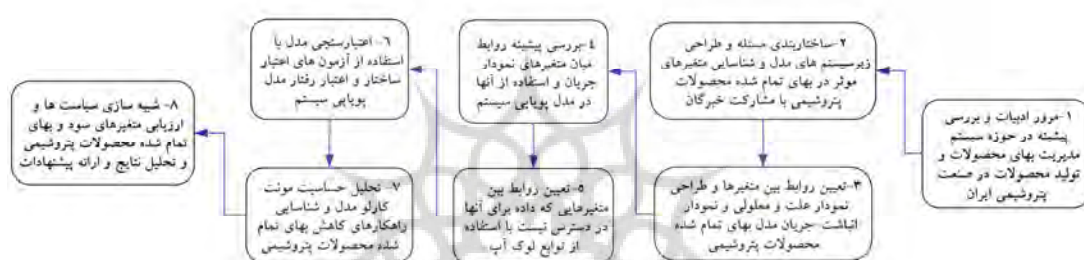 ۱-مرور ادبیات و بررسی
پیشینه در حوزه سیستم
مدیریت بهای محصولات و
تولید محصولات در صنعت
پتروشیمی ایران
۲-ساختاربندی مسئله و طراحی
زیرسیستم های مدل و شناسایی متغیرهای
موثر در بهای تمام شده محصولات
پتروشیمی با مشارکت خبرگان
۳-تعیین روابط بین متغیرها و طراحی
نمودار علت و معلولی و نمودار
انباشت-جریان مدل بهای تمام شده
محصولات پتروشیمی
۴-بررسی پیشینه روابط
میان متغیرهای نمودار
جریان و استفاده از آنها
در مدل پویایی سیستم
۵-تعیین روابط بین
متغیرهایی که داده برای آنها
در دسترس نیست با استفاده
از توابع لوک آپ
۶- اعتبارسنجی مدل با
استفاده از آزمون های اعتبار
ساختار و اعتبار رفتار مدل
پویایی سیستم
۷- تحلیل حساسیت مونت
کارلو مدل و شناسایی
راهکارهای کاهش بهای تمام
شده محصولات پتروشیمی
۸- شبیه سازی سیاست ها و
ارزیابی متغیرهای سود و بهای
تمام شده محصولات پتروشیمی
و تحلیل نتایج و ارائه پیشنهادات